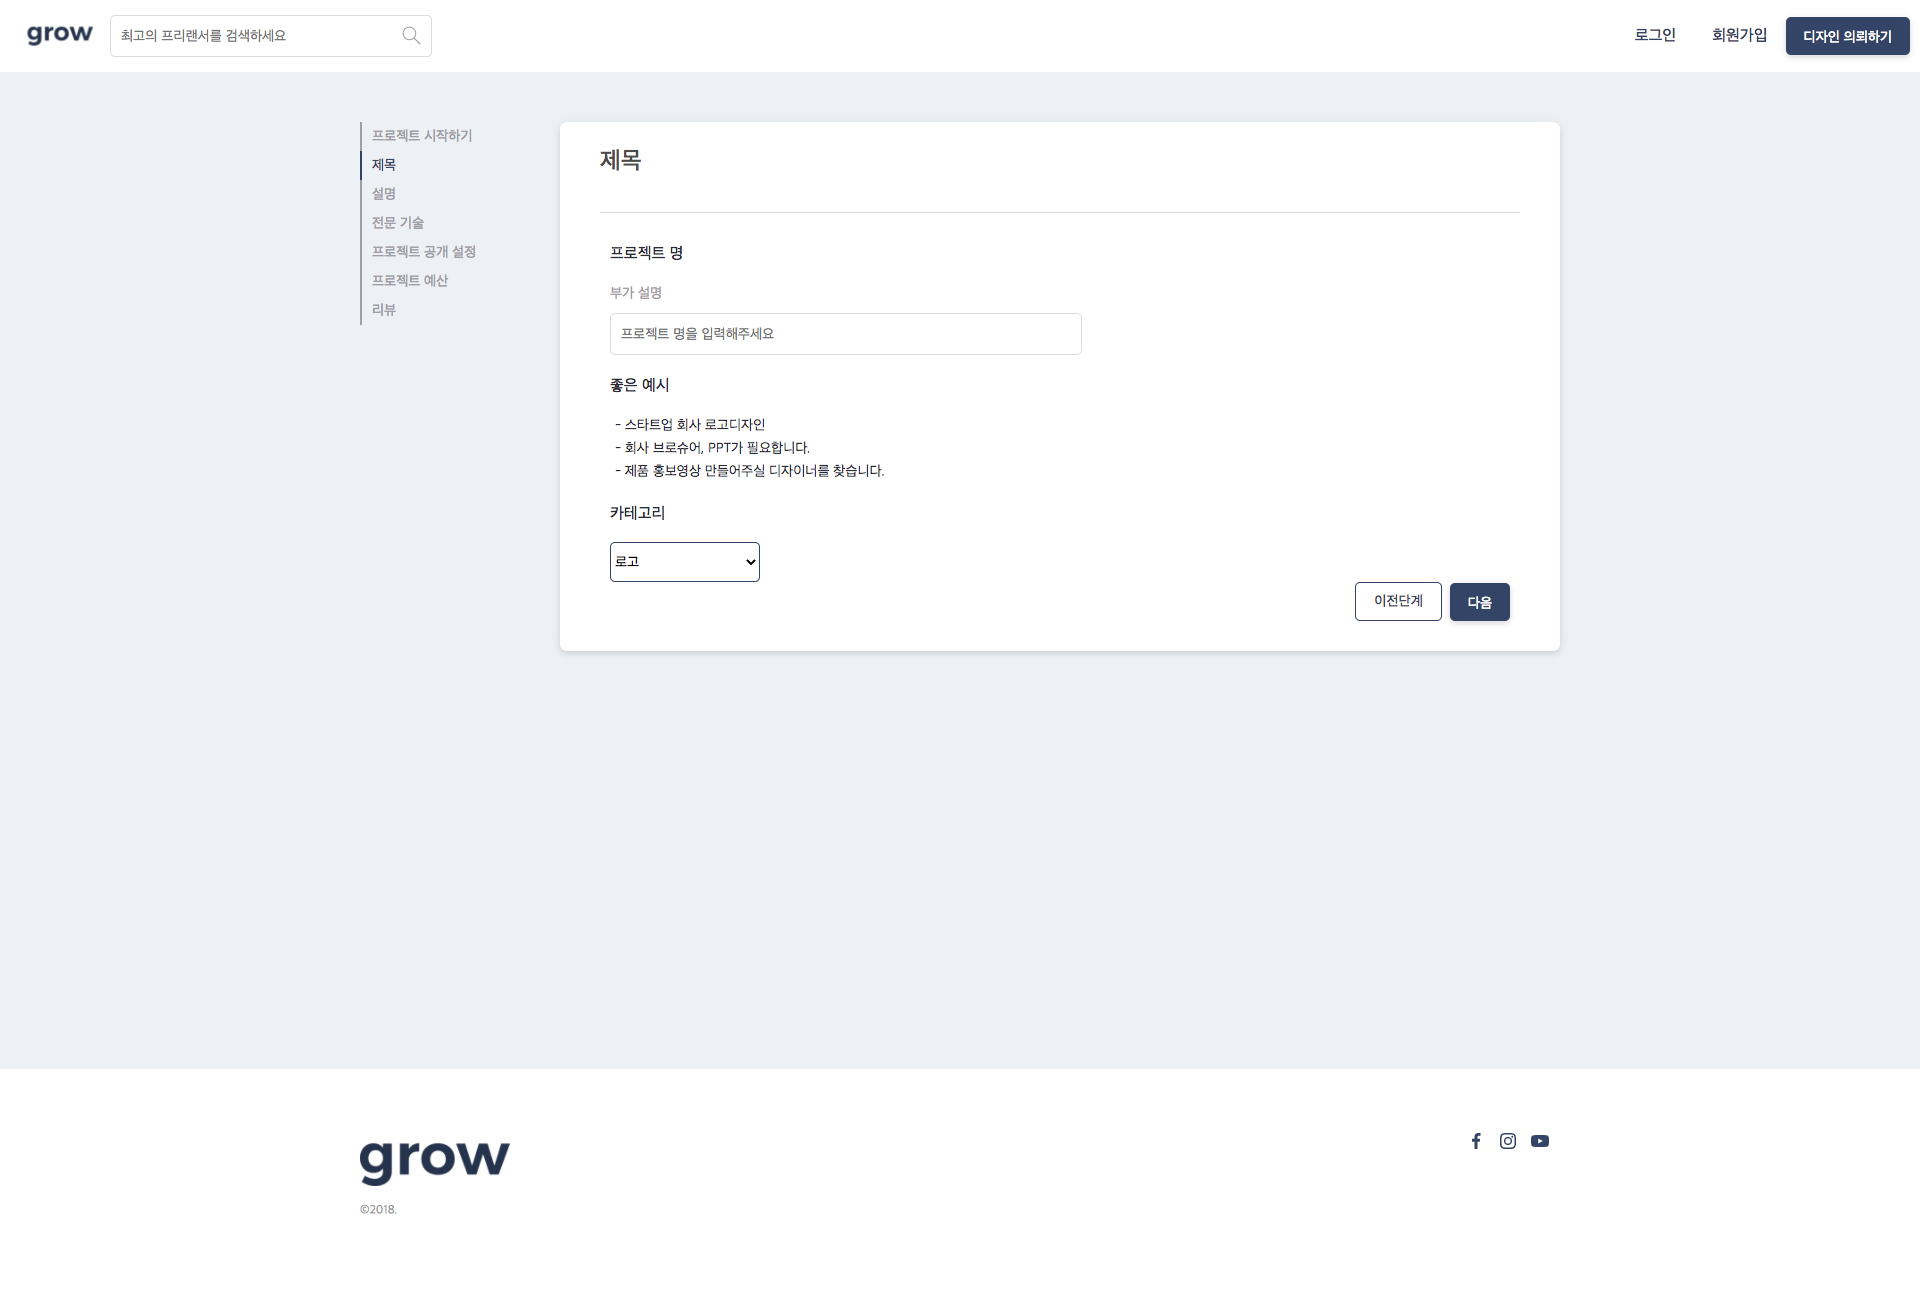 grow
최고의 프리랜서를 검색하세요
로그인
회원가입
디자인 의뢰하기
프로젝트 시작하기
제목
설명
전문 기술
프로젝트 공개 설정
프로젝트 예산
리뷰
제목
프로젝트 명
부가 설명
프로젝트 명을 입력해주세요
좋은 예시
- 스타트업 회사 로고디자인
- 회사 브로슈어, PPT가 필요합니다.
- 제품 홍보영상 만들어주실 디자이너를 찾습니다.
카테고리
로고
이전단계
다음
grow
©2018.